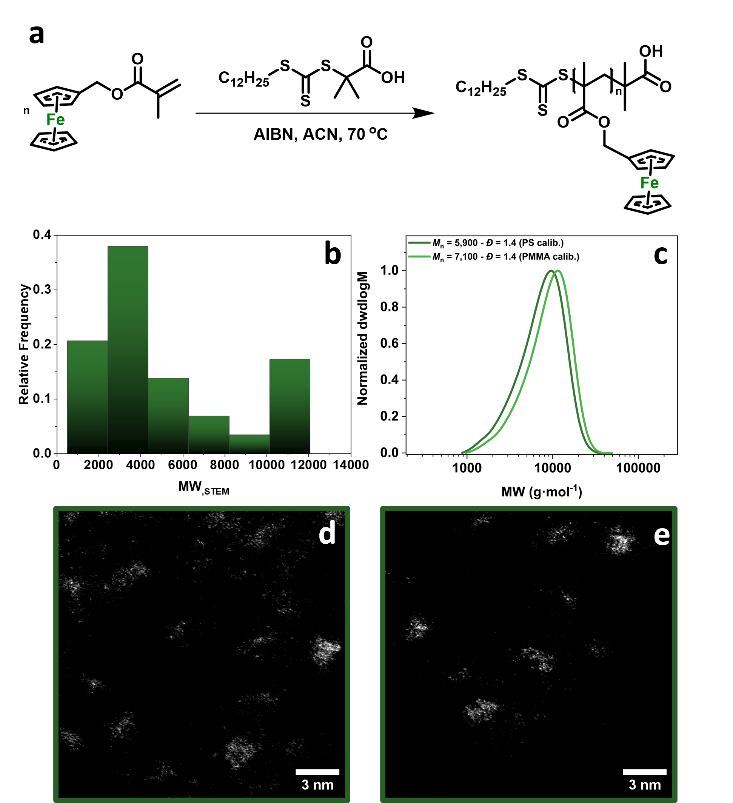 a
n
Fe
O
O
C12H25
S
S
S
O
OH
AIBN, ACN, 70 °C
C12H25
S
S
S
n
O
OH
O
O
Fe
b
Relative Frequency
0.4
0.3
0.2
0.1
0.0
0 2000 4000 6000 8000 10000 12000 14000
MW,STEM
c
Mn = 5,900 - Đ = 1.4 (PS calib.)
Mn = 7,100 - Đ = 1.4 (PMMA calib.)
Normalized dwdlogM
1.0
0.8
0.6
0.4
0.2
0.0
1000 10000 100000
MW (g·mol-1)
d
3 nm
e
3 nm